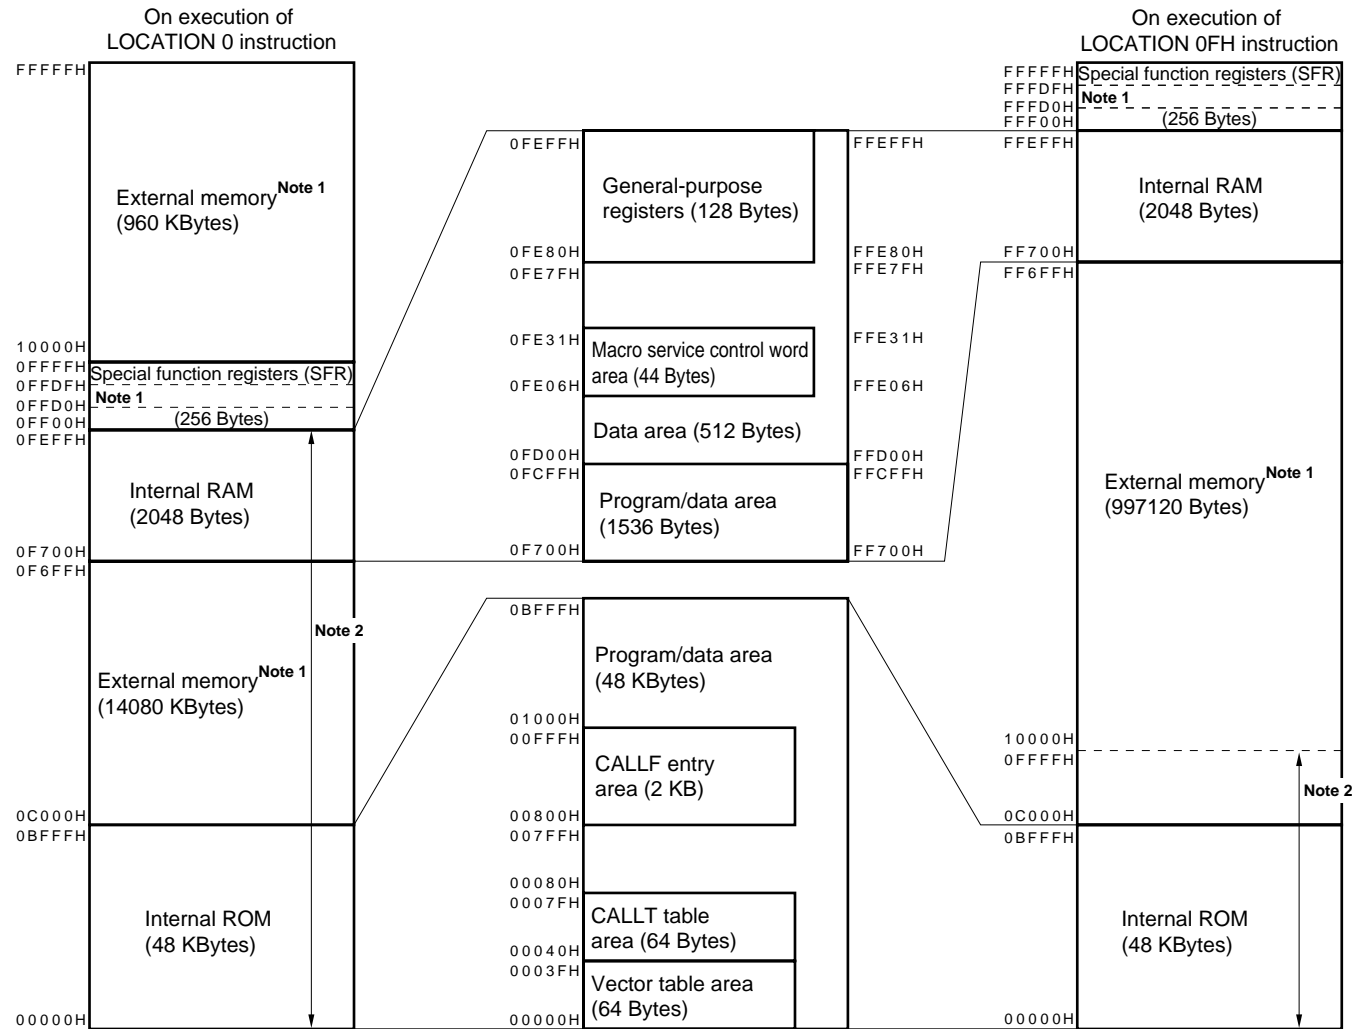 On execution of
LOCATION 0 instruction
FFFFFH
External memory Note 1
(960 KBytes)
10000H
0FFFFH
Special function registers (SFR)
0FFDFH
Note 1
0FFD0H
0FF00H
(256 Bytes)
0FEFFH
Internal RAM
(2048 Bytes)
0F700H
0F6FFH
Note 2
External memory Note 1
(14080 KBytes)
0C000H
0BFFFH
Internal ROM
(48 KBytes)
00000H
0FEFFH
FFEFFH
General-purpose
registers (128 Bytes)
0FE80H
FFE80H
0FE7FH
FFE7FH
0FE31H
FFE31H
Macro service control word
area (44 Bytes)
0FE06H
FFE06H
Data area (512 Bytes)
0FD00H
FFD00H
0FCFFH
FFCFFH
Program/data area
(1536 Bytes)
0F700H
FF700H
0BFFFH
Program/data area
(48 KBytes)
01000H
00FFFH
CALLF entry
area (2 KB)
00800H
007FFH
00080H
0007FH
CALLT table
area (64 Bytes)
00040H
0003FH
Vector table area
(64 Bytes)
00000H
On execution of
LOCATION 0FH instruction
FFFFFH
Special function registers (SFR)
FFFDFH
Note 1
FFFD0H
FFF00H
(256 Bytes)
FFEFFH
Internal RAM
(2048 Bytes)
FF700H
FF6FFH
External memory Note 1
(997120 Bytes)
10000H
0FFFFH
Note 2
0C000H
0BFFFH
Internal ROM
(48 KBytes)
00000H